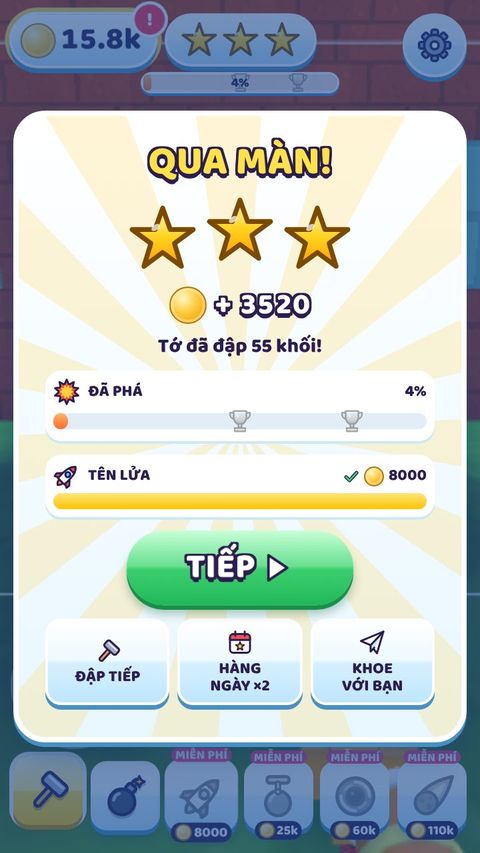 15.8k
!
4%
QUA MÀN!
+ 3520
Tớ đã đập 55 khối!
ĐÃ PHÁ
4%
TÊN LỬA
8000
TIẾP
ĐẬP TIẾP
HÀNG
NGÀY ×2
KHOE
VỚI BẠN
MIỄN PHÍ
MIỄN PHÍ
MIỄN PHÍ
MIỄN PHÍ
8000
25k
60k
110k